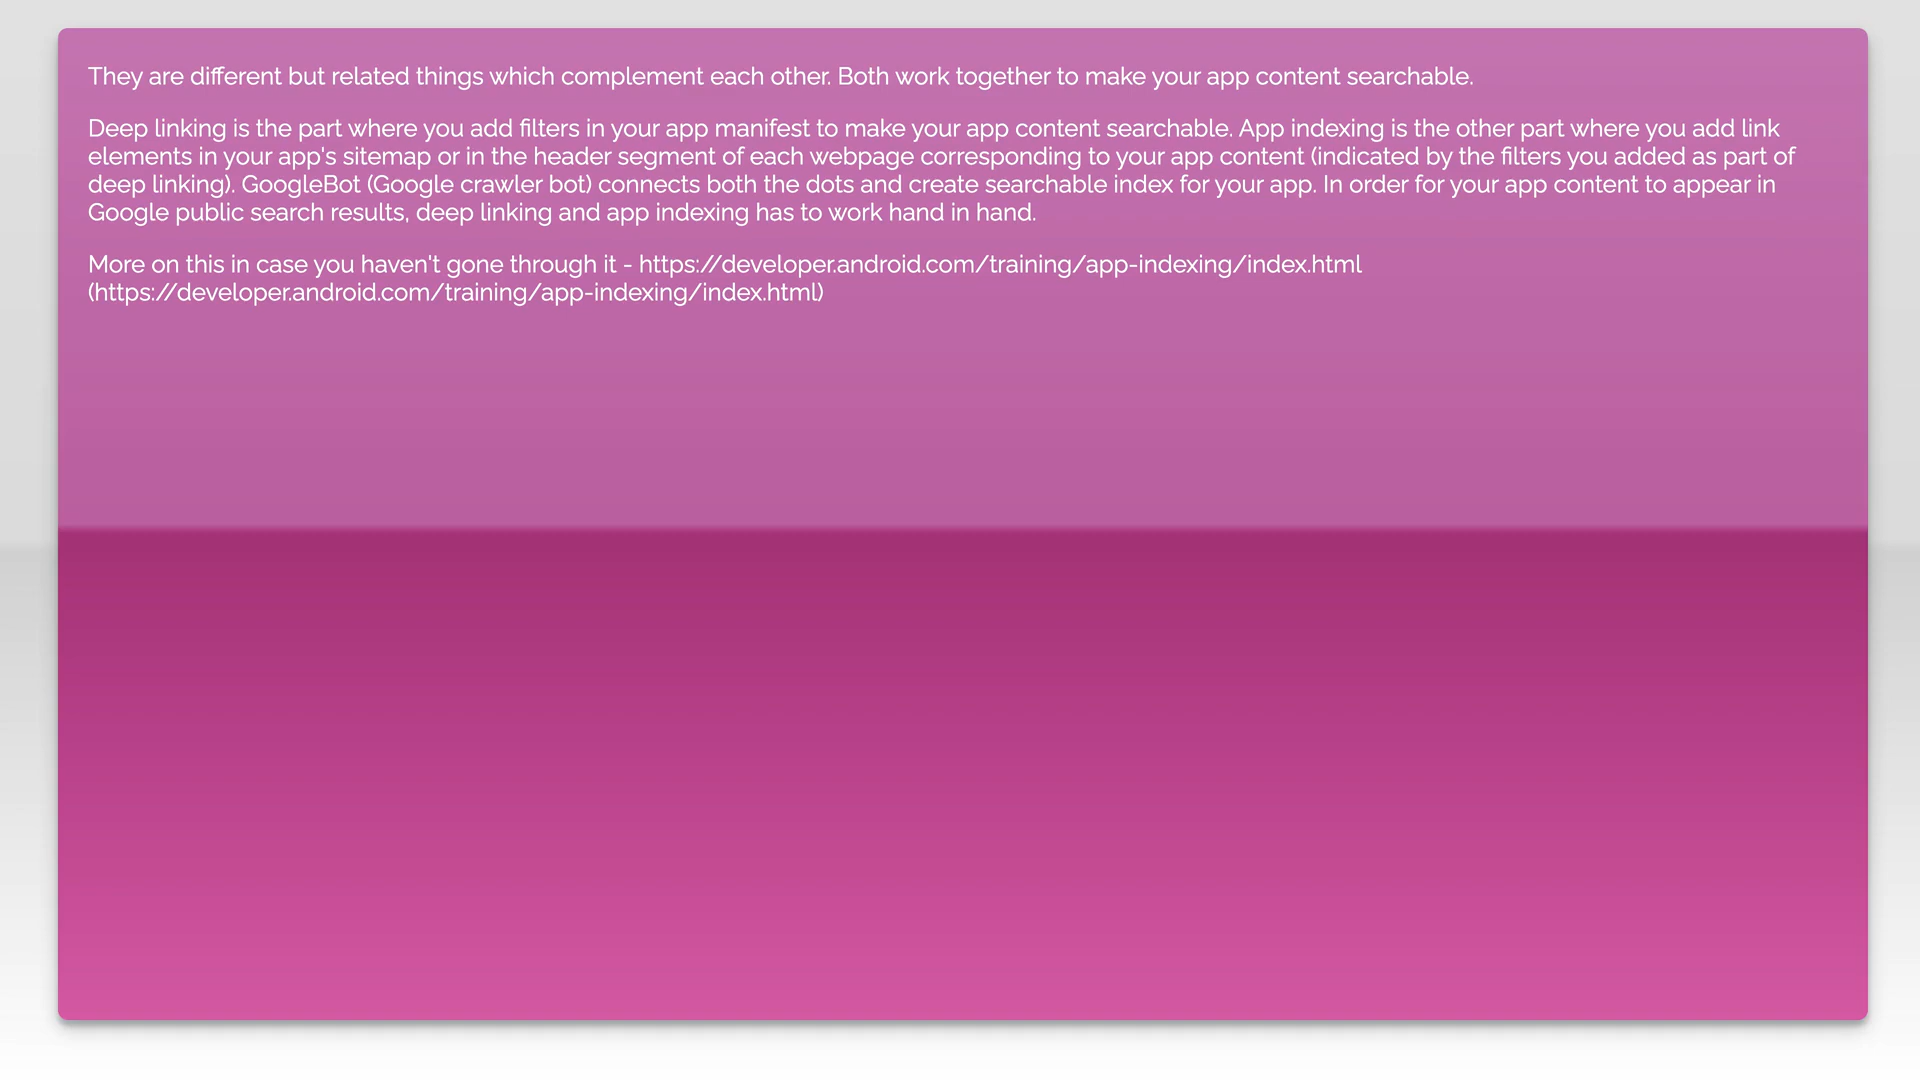 They are different but related things which complement each other. Both work together to make your app content searchable.
Deep linking is the part where you add filters in your app manifest to make your app content searchable. App indexing is the other part where you add link
elements in your app's sitemap or in the header segment of each webpage corresponding to your app content (indicated by the filters you added as part of
deep linking). GoogleBot (Google crawler bot) connects both the dots and create searchable index for your app. In order for your app content to appear in
Google public search results, deep linking and app indexing has to work hand in hand.
More on this in case you haven't gone through it - https://developer.android.com/training/app-indexing/index.html
(https://developer.android.com/training/app-indexing/index.html)